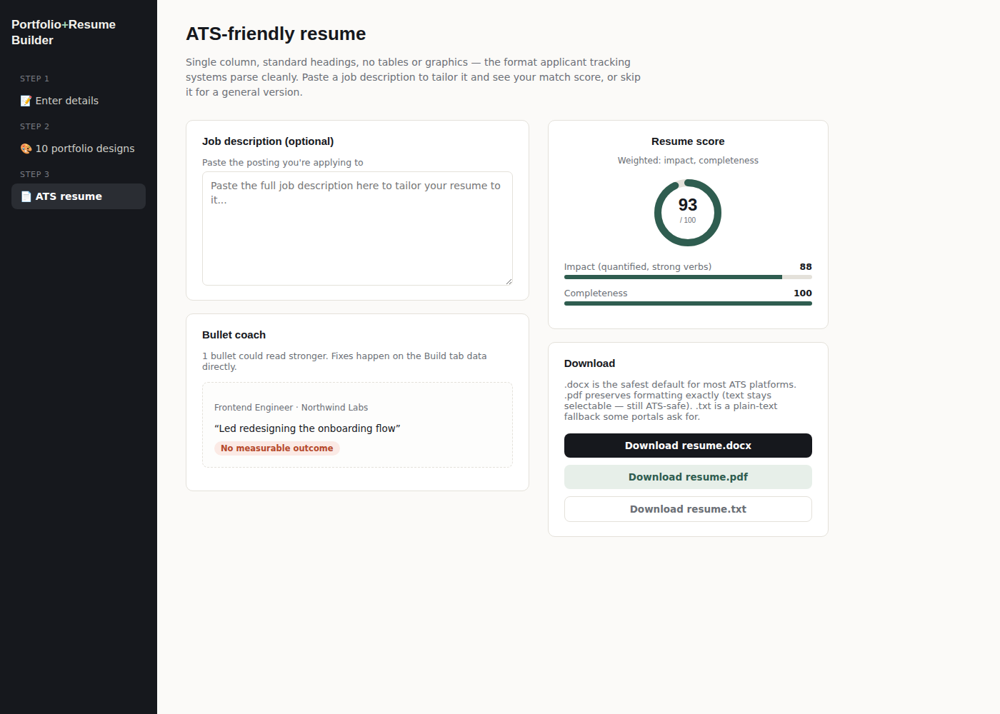 Portfolio+Resume
Builder
STEP 1
📝 Enter details
STEP 2
🎨 10 portfolio designs
STEP 3
📄 ATS resume
ATS-friendly resume
Single column, standard headings, no tables or graphics — the format applicant tracking
systems parse cleanly. Paste a job description to tailor it and see your match score, or skip
it for a general version.
Job description (optional)
Paste the posting you're applying to
Paste the full job description here to tailor your resume to
it...
Bullet coach
1 bullet could read stronger. Fixes happen on the Build tab data
directly.
Frontend Engineer · Northwind Labs
“Led redesigning the onboarding flow”
No measurable outcome
Resume score
Weighted: impact, completeness
93
/ 100
Impact (quantified, strong verbs) 88
Completeness 100
Download
.docx is the safest default for most ATS platforms.
.pdf preserves formatting exactly (text stays
selectable — still ATS-safe). .txt is a plain-text
fallback some portals ask for.
Download resume.docx
Download resume.pdf
Download resume.txt